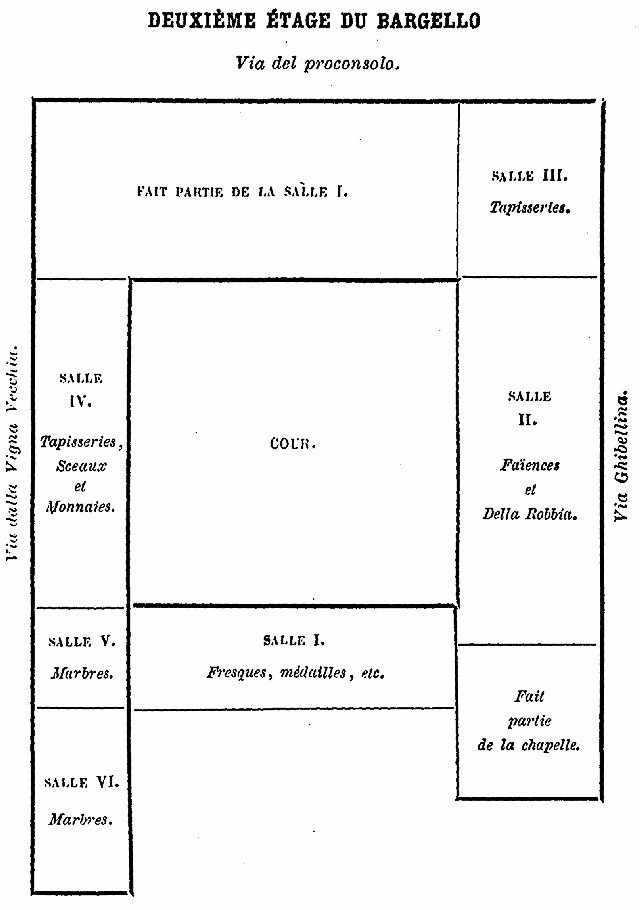 DEUXIÈME ÉTAGE DU BARGELLO
Via del proconsolo.
FAIT PARTIE DE LA SALLE I.
SALLE III.
Tapisseries.
Via dalla Vigna Vecchia.
SALLE
IV.
Tapisseries,
Sceaux
et
Monnaies.
COUR.
SALLE
II.
Faïences
et
Della Robbia.
Via Ghibellina.
SALLE V.
Marbres.
SALLE I.
Fresques, médailles, etc.
Fait
partie
de la chapelle.
SALLE VI.
Marbres.